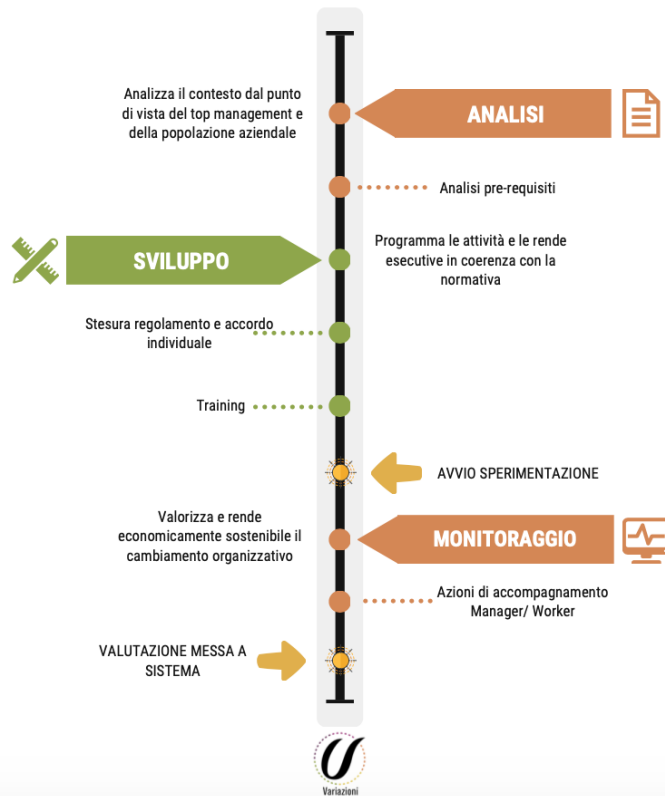 Analizza il contesto dal punto
di vista del top management e
della popolazione aziendale
ANALISI
Analisi pre-requisiti
SVILUPPO
Programma le attività e le rende
esecutive in coerenza con la
normativa
Stesura regolamento e accordo
individuale
Training
AVVIO SPERIMENTAZIONE
Valorizza e rende
economicamente sostenibile il
cambiamento organizzativo
MONITORAGGIO
Azioni di accompagnamento
Manager/ Worker
VALUTAZIONE MESSA A
SISTEMA
Variazioni